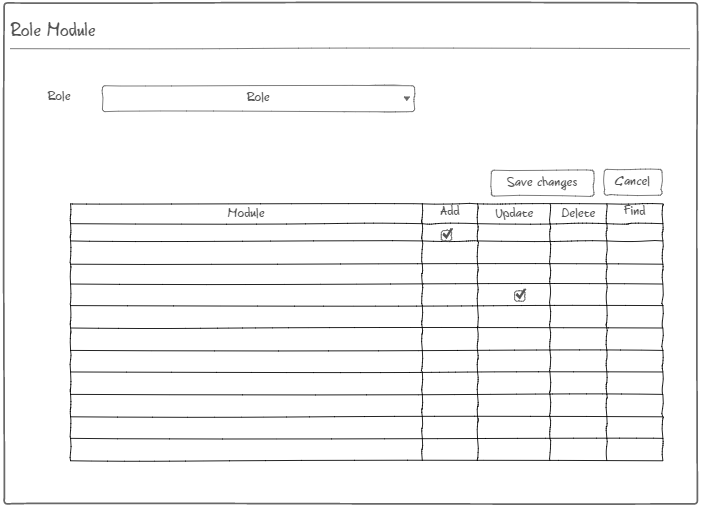 Role Module
Role
Role
Save changes
Cancel
Module Add Update Delete Find